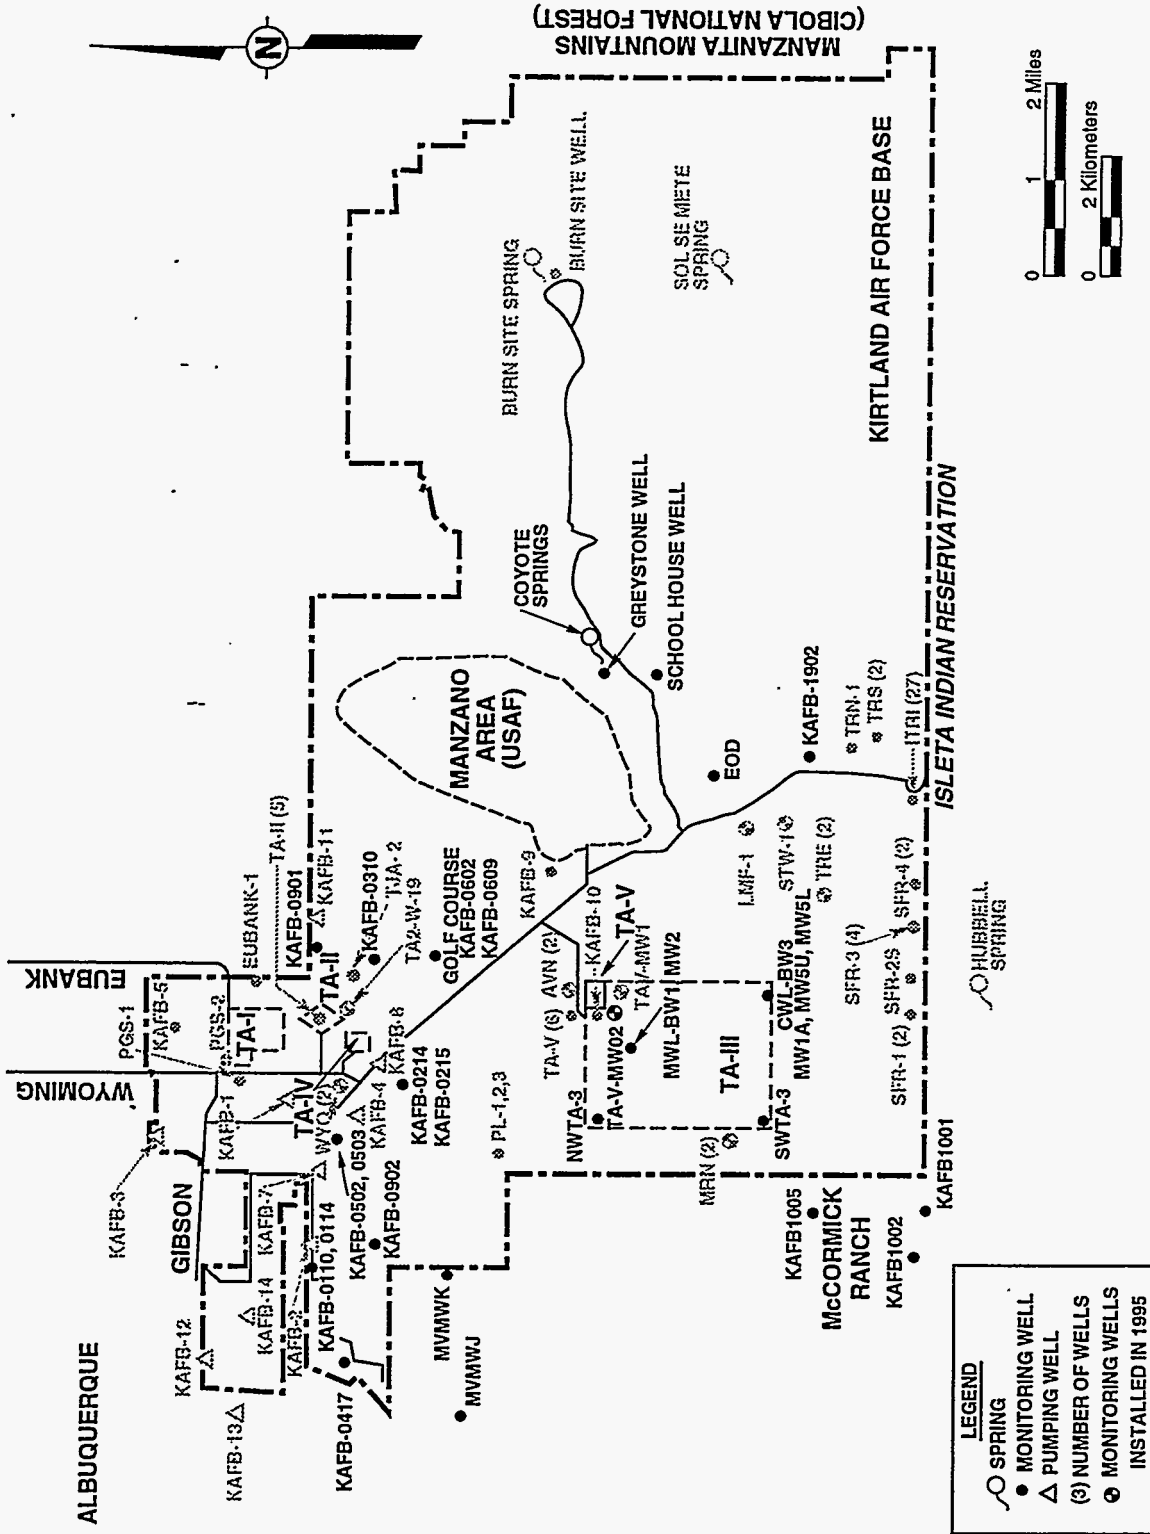 MANZANITA MOUNTAINS
(CIBOLA NATIONAL FOREST)
N
ALBUQUERQUE
EUBANK
WYOMING
GIBSON
PGS-1
KAFB-5
PGS-2
EUBANK-1
TA-I
TA-II (5)
KAFB-0901
KAFB-11
TA-II
KAFB-0310
TJA-2
TA2-W-19
GOLF COURSE
KAFB-0602
KAFB-0609
KAFB-3
KAFB-1
TA-IV
WYO (2)
KAFB-4
KAFB-8
KAFB-0214
KAFB-0215
KAFB-7
KAFB-0502, 0503
KAFB-0902
KAFB-12
KAFB-14
KAFB-2
KAFB-0110, 0114
KAFB-13
KAFB-0417
MVMWK
MVMWJ
PL-1,2,3
MANZANO
AREA
(USAF)
COYOTE
SPRINGS
GREYSTONE WELL
SCHOOL HOUSE WELL
BURN SITE SPRING
BURN SITE WELL
SOL SE METE
SPRING
KIRTLAND AIR FORCE BASE
KAFB-9
KAFB-10
TA-V
AVN (2)
TA-V (6)
TAV-MW1
TA-V-MW02
MWL-BW1, MW2
NWTA-3
TA-III
CWL-BW3
MW1A, MW5U, MW5L
SWTA-3
MRN (2)
EOD
KAFB-1902
LMF-1
STW-1
TRE (2)
TRN-1
TRS (2)
ITRI (27)
SFR-3 (4)
SFR-4 (2)
SFR-2S
SFR-1 (2)
ISLETA INDIAN RESERVATION
HUBBELL
SPRING
KAFB1005
McCORMICK
RANCH
KAFB1002
KAFB1001
0 1 2 Miles
0 2 Kilometers
LEGEND
SPRING
MONITORING WELL
PUMPING WELL
(3) NUMBER OF WELLS
MONITORING WELLS
INSTALLED IN 1995